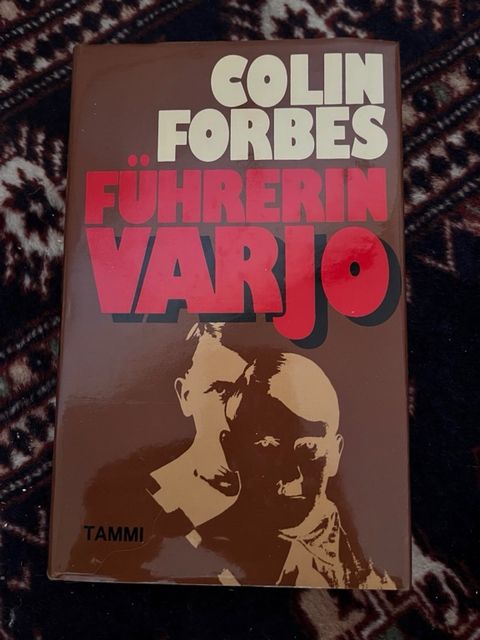 COLIN
FORBES
FÜHRERIN
VARJO
TAMMI